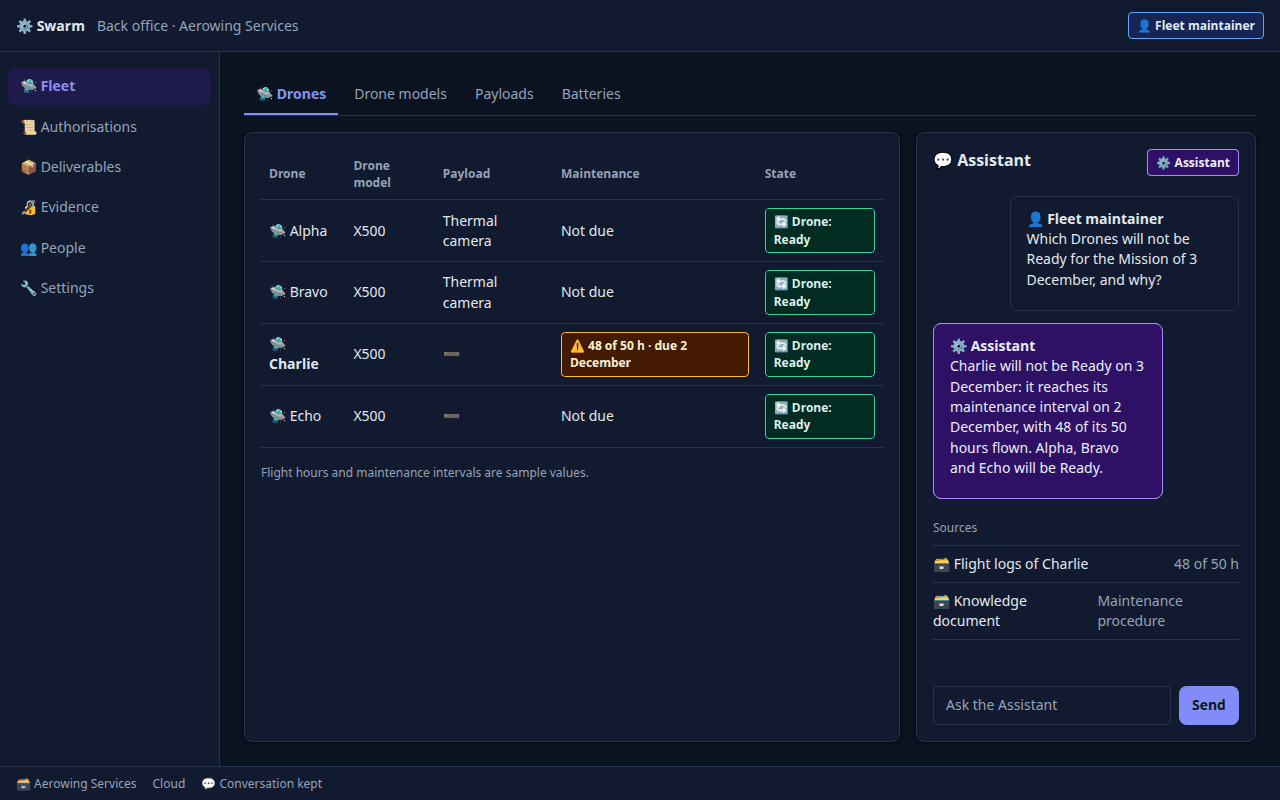 Swarm Back office · Aerowing Services
Fleet maintainer
Fleet
Authorisations
Deliverables
Evidence
People
Settings
Drones Drone models Payloads Batteries
Drone
Drone
model
Payload
Maintenance
State
Alpha
X500
Thermal
camera
Not due
Drone:
Ready
Bravo
X500
Thermal
camera
Not due
Drone:
Ready
Charlie
X500
48 of 50 h · due 2
December
Drone:
Ready
Echo
X500
Not due
Drone:
Ready
Flight hours and maintenance intervals are sample values.
Assistant
Assistant
Fleet maintainer
Which Drones will not be
Ready for the Mission of 3
December, and why?
Assistant
Charlie will not be Ready on 3
December: it reaches its
maintenance interval on 2
December, with 48 of its 50
hours flown. Alpha, Bravo
and Echo will be Ready.
Sources
Flight logs of Charlie 48 of 50 h
Knowledge
document
Maintenance
procedure
Ask the Assistant
Send
Aerowing Services Cloud Conversation kept